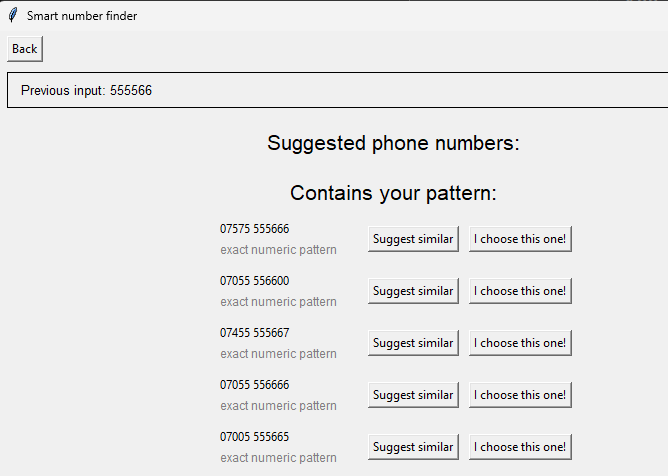 Smart number finder
Back
Previous input: 555566
Suggested phone numbers:
Contains your pattern:
07575 555666
exact numeric pattern
Suggest similar
I choose this one!
07055 556600
exact numeric pattern
Suggest similar
I choose this one!
07455 555667
exact numeric pattern
Suggest similar
I choose this one!
07055 556666
exact numeric pattern
Suggest similar
I choose this one!
07005 555665
exact numeric pattern
Suggest similar
I choose this one!